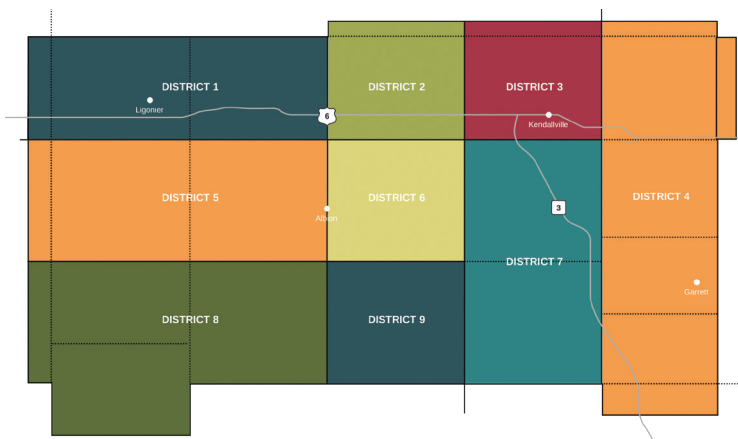 DISTRICT 1
DISTRICT 2
DISTRICT 3
Ligonier
6
Kendallville
DISTRICT 5
DISTRICT 6
DISTRICT 4
3
Albion
DISTRICT 7
Garrett
DISTRICT 8
DISTRICT 9